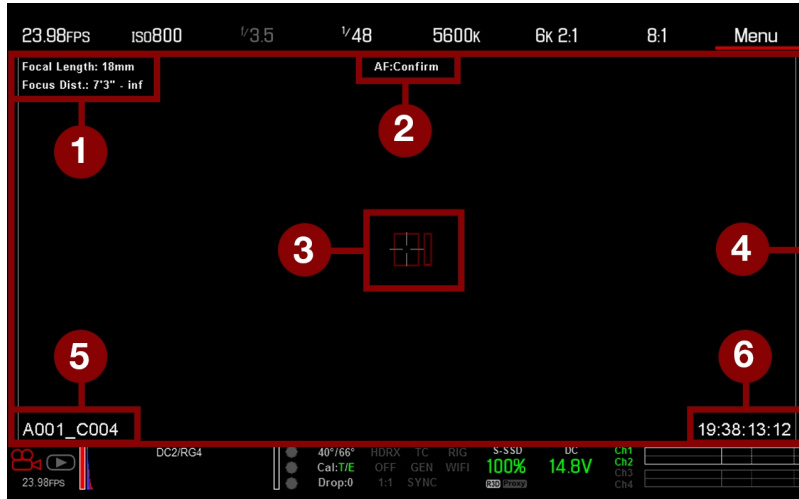 23.98FPS ISO800 f/3.5 1/48 5600K 6K 2:1 8:1 Menu
Focal Length: 18mm
Focus Dist.: 7'3" - inf
AF:Confirm
1
2
3
4
5
6
A001_C004
19:38:13:12
DC2/RG4
23.98FPS
40°/66° HDRX TC RIG
Cal:T/E OFF GEN WIFI
Drop:0 1:1 SYNC
S-SSD
100%
R3D Proxy
DC
14.8V
Ch1
Ch2
Ch3
Ch4